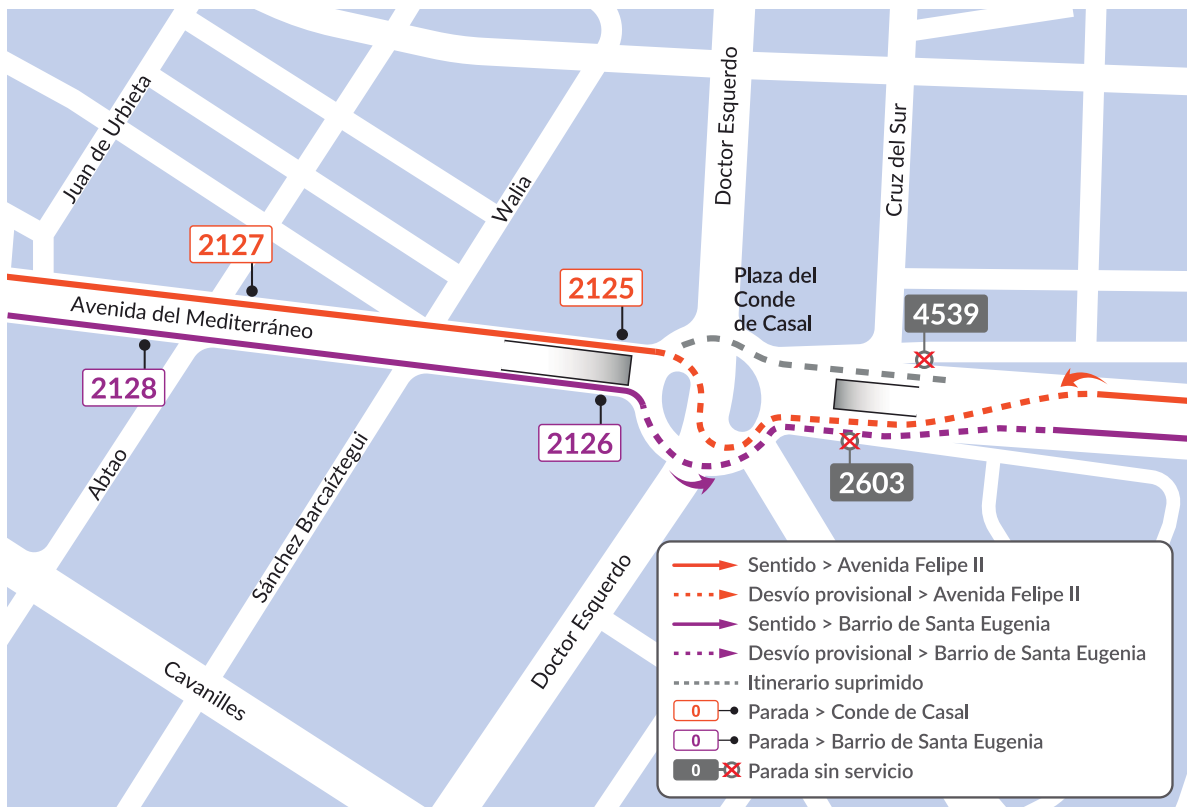 Juan de Urbieta
Walia
Doctor Esquerdo
Cruz del Sur
2127
2125
Plaza del
Conde
de Casal
4539
Avenida del Mediterráneo
2128
2126
2603
Abtao
Sánchez Barcaíztegui
Doctor Esquerdo
Cavanilles
Sentido > Avenida Felipe II
Desvío provisional > Avenida Felipe II
Sentido > Barrio de Santa Eugenia
Desvío provisional > Barrio de Santa Eugenia
Itinerario suprimido
0 Parada > Conde de Casal
0 Parada > Barrio de Santa Eugenia
0 Parada sin servicio